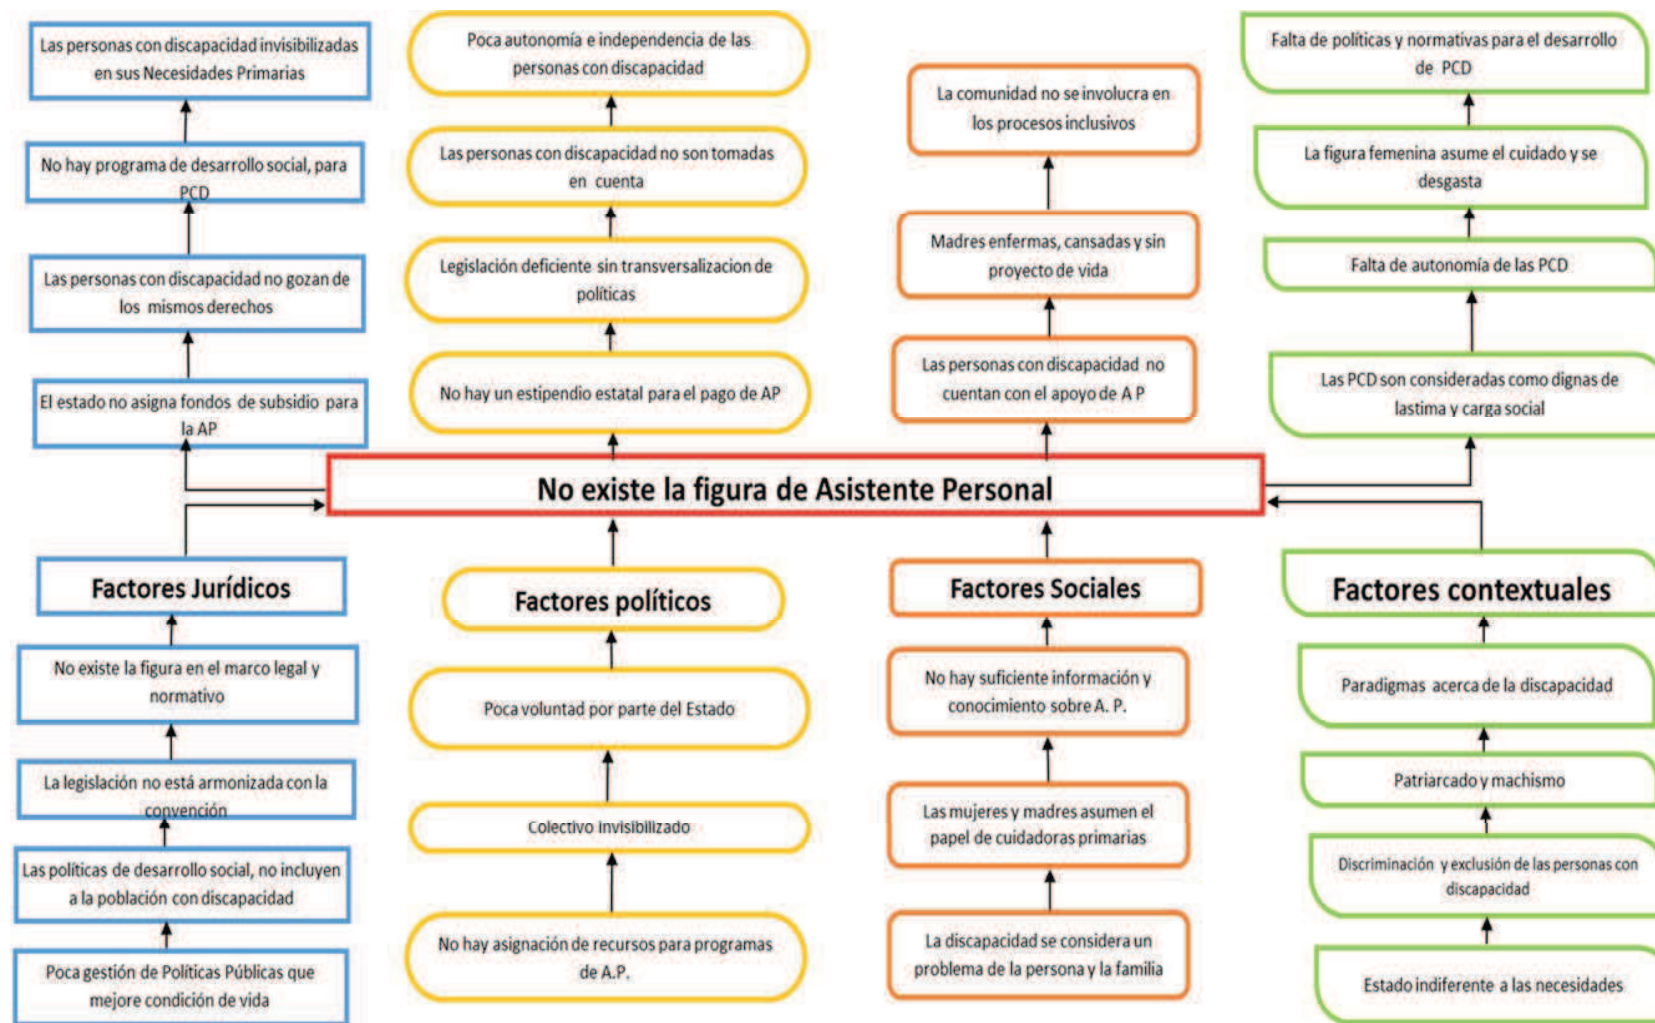 Las personas con discapacidad invisibilizadas
en sus Necesidades Primarias
No hay programa de desarrollo social, para
PCD
Las personas con discapacidad no gozan de
los mismos derechos
El estado no asigna fondos de subsidio para
la AP
Poca autonomía e independencia de las
personas con discapacidad
Las personas con discapacidad no son tomadas
en cuenta
Legislación deficiente sin transversalizacion de
políticas
No hay un estipendio estatal para el pago de AP
La comunidad no se involucra en
los procesos inclusivos
Madres enfermas, cansadas y sin
proyecto de vida
Las personas con discapacidad no
cuentan con el apoyo de A P
Falta de políticas y normativas para el desarrollo
de PCD
La figura femenina asume el cuidado y se
desgasta
Falta de autonomía de las PCD
Las PCD son consideradas como dignas de
lastima y carga social
No existe la figura de Asistente Personal
Factores Jurídicos
No existe la figura en el marco legal y
normativo
La legislación no está armonizada con la
convención
Las políticas de desarrollo social, no incluyen
a la población con discapacidad
Poca gestión de Políticas Públicas que
mejore condición de vida
Factores políticos
Poca voluntad por parte del Estado
Colectivo invisibilizado
No hay asignación de recursos para programas
de A.P.
Factores Sociales
No hay suficiente información y
conocimiento sobre A. P.
Las mujeres y madres asumen el
papel de cuidadoras primarias
La discapacidad se considera un
problema de la persona y la familia
Factores contextuales
Paradigmas acerca de la discapacidad
Patriarcado y machismo
Discriminación y exclusión de las personas con
discapacidad
Estado indiferente a las necesidades